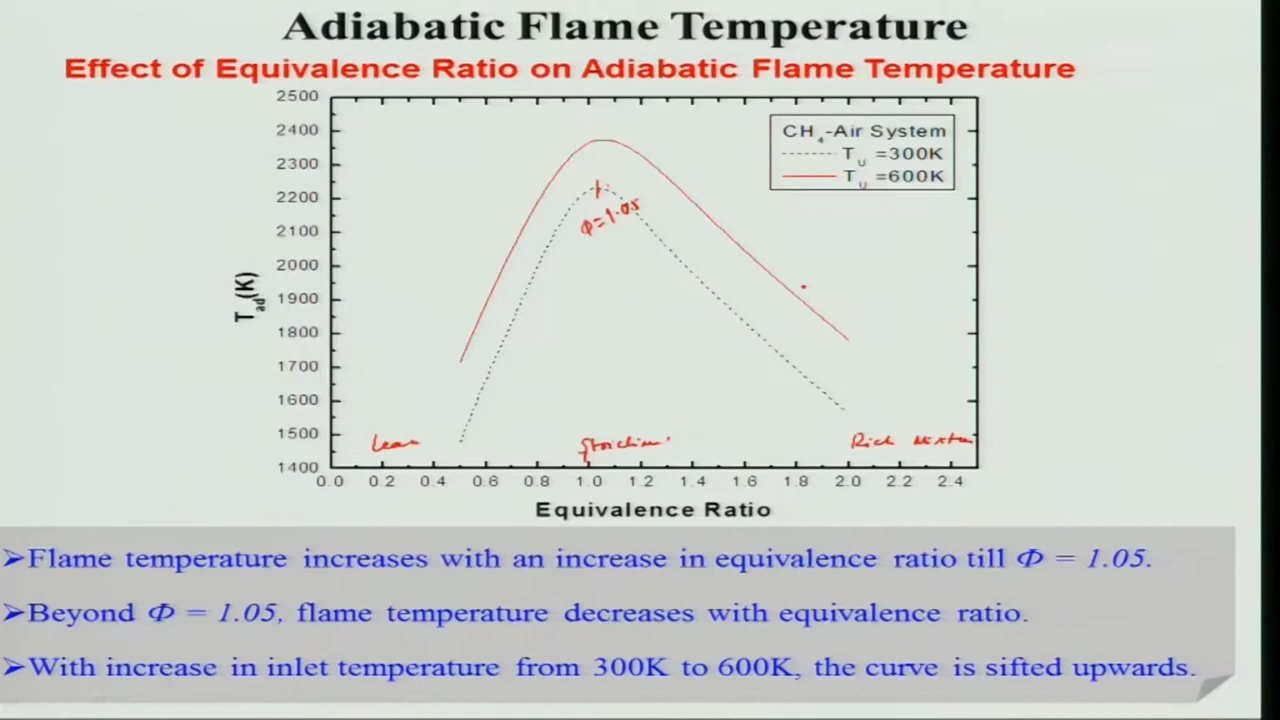 Adiabatic Flame Temperature
Effect of Equivalence Ratio on Adiabatic Flame Temperature
2500
2400
2300
2200
2100
2000
1900
1800
1700
1600
1500
1400
T_ad(K)
CH_4-Air System
T_U =300K
T_U =600K
Φ=1.05
Lean
Rich
0.0 0.2 0.4 0.6 0.8 1.0 1.2 1.4 1.6 1.8 2.0 2.2 2.4
Equivalence Ratio
➢Flame temperature increases with an increase in equivalence ratio till Φ = 1.05.
➢Beyond Φ = 1.05, flame temperature decreases with equivalence ratio.
➢With increase in inlet temperature from 300K to 600K, the curve is sifted upwards.